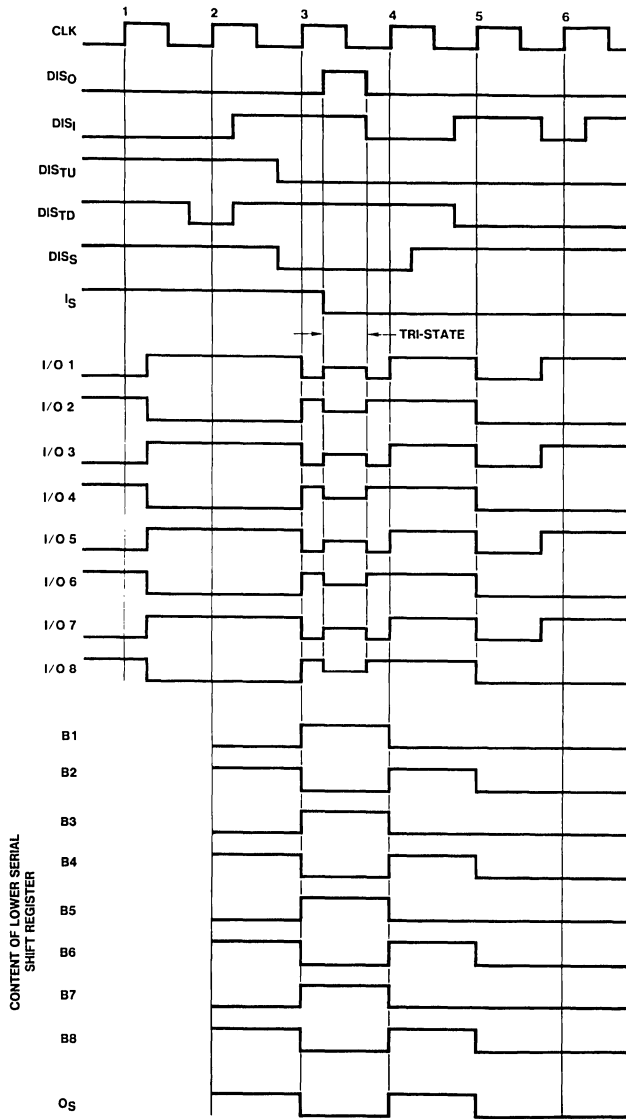 1 2 3 4 5 6
CLK
DISO
DISI
DISTU
DISTD
DISS
IS
TRI-STATE
I/O 1
I/O 2
I/O 3
I/O 4
I/O 5
I/O 6
I/O 7
I/O 8
B1
B2
B3
B4
B5
B6
B7
B8
CONTENT OF LOWER SERIAL
SHIFT REGISTER
OS